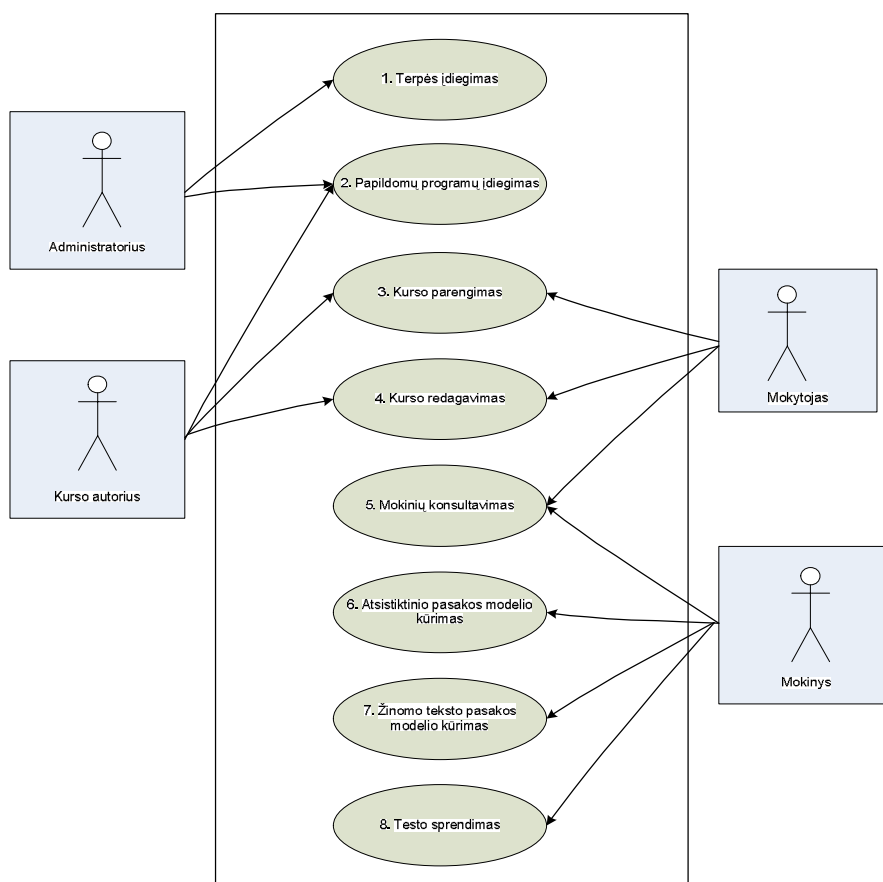 1. Terpės įdiegimas
2. Papildomų programų įdiegimas
Administratorius
3. Kurso parengimas
Mokytojas
4. Kurso redagavimas
Kurso autorius
5. Mokinių konsultavimas
6. Atsistiktinio pasakos modelio
kūrimas
Mokinys
7. Žinomo teksto pasakos
modelio kūrimas
8. Testo sprendimas